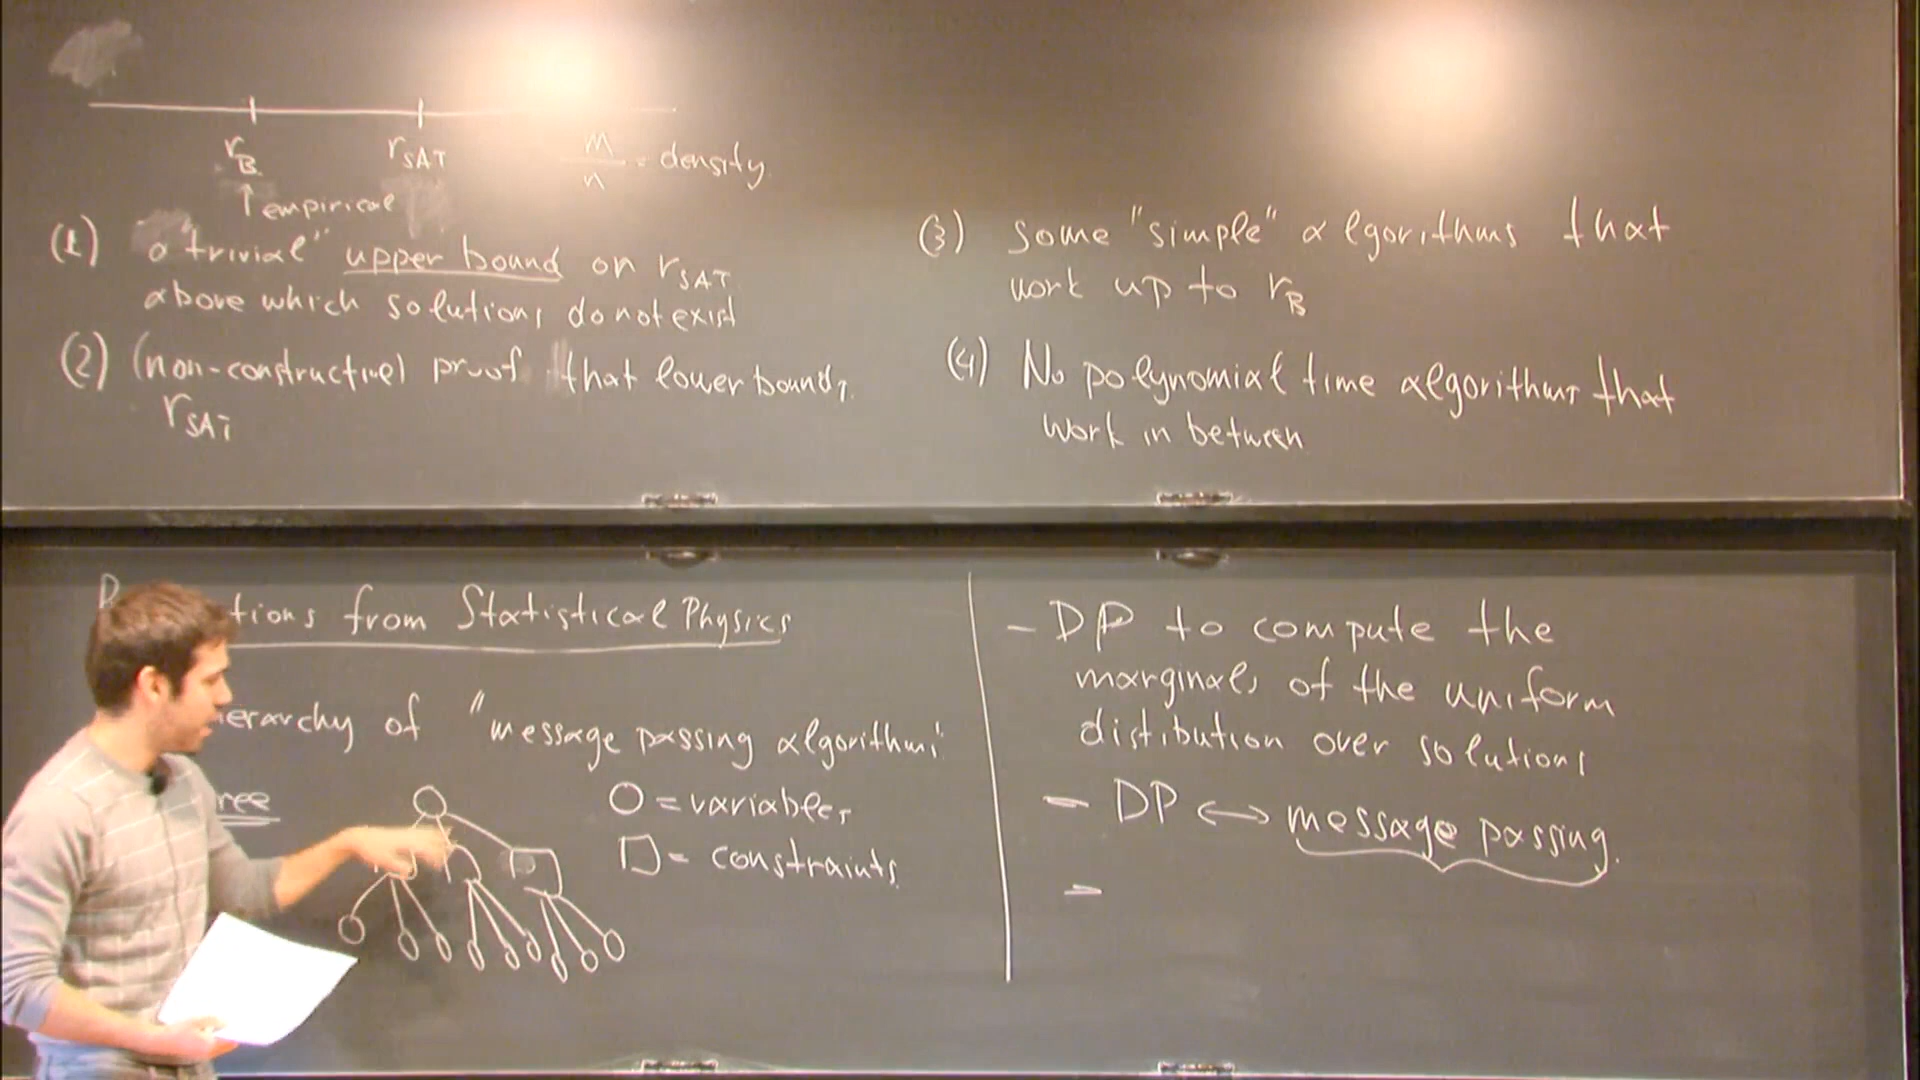 r_B r_SAT m/n = density
↑ empirical
(1) a "trivial" upper bound on r_SAT
above which solutions do not exist
(2) (non-constructive) proof that lower bounds
r_SAT
(3) some "simple" algorithms that
work up to r_B
(4) No polynomial time algorithms that
work in between
tions from Statistical Physics
ierarchy of "message passing algorithms"
ree
O = variables
□ = constraints
- DP to compute the
marginals of the uniform
distibution over solutions
- DP ↔ message passing.
-